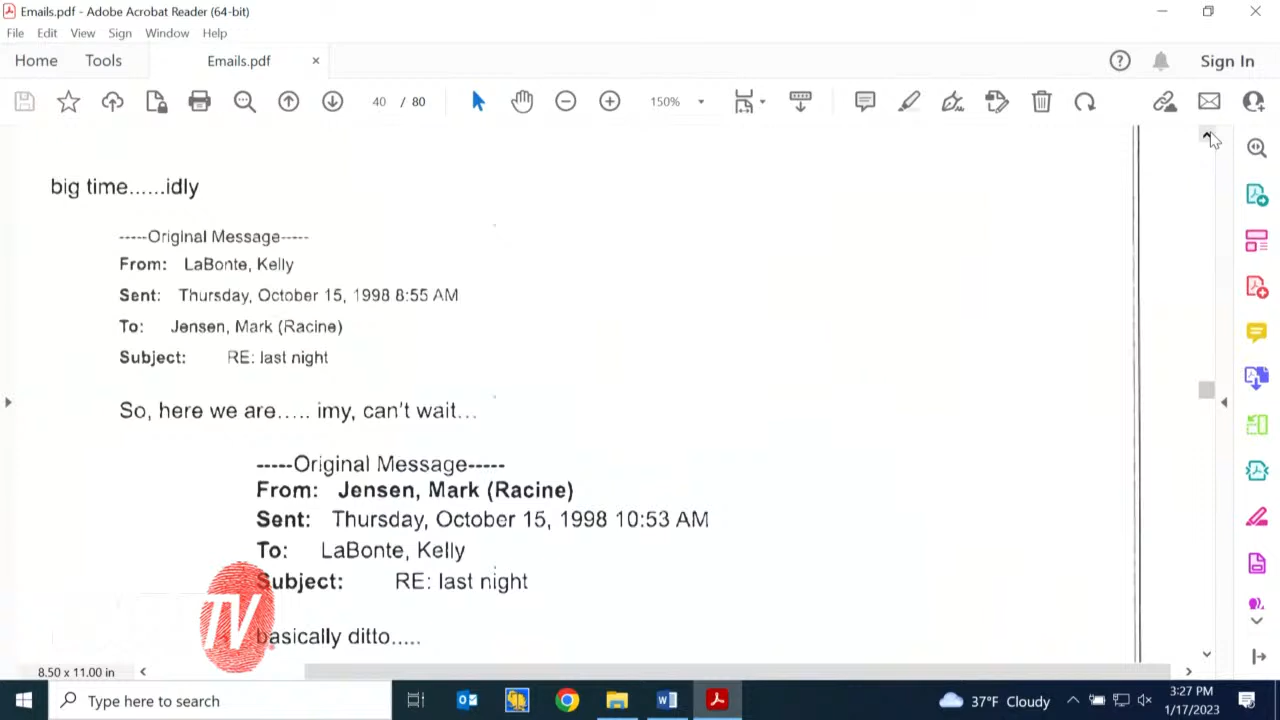 Emails.pdf - Adobe Acrobat Reader (64-bit)
File Edit View Sign Window Help
Home Tools Emails.pdf × Sign In
40 / 80 150%
big time......idly
-----Original Message-----
From: LaBonte, Kelly
Sent: Thursday, October 15, 1998 8:55 AM
To: Jensen, Mark (Racine)
Subject: RE: last night
So, here we are..... imy, can't wait...
-----Original Message-----
From: Jensen, Mark (Racine)
Sent: Thursday, October 15, 1998 10:53 AM
To: LaBonte, Kelly
Subject: RE: last night
TV
basically ditto.....
8.50 x 11.00 in
Type here to search
37°F Cloudy
3:27 PM
1/17/2023